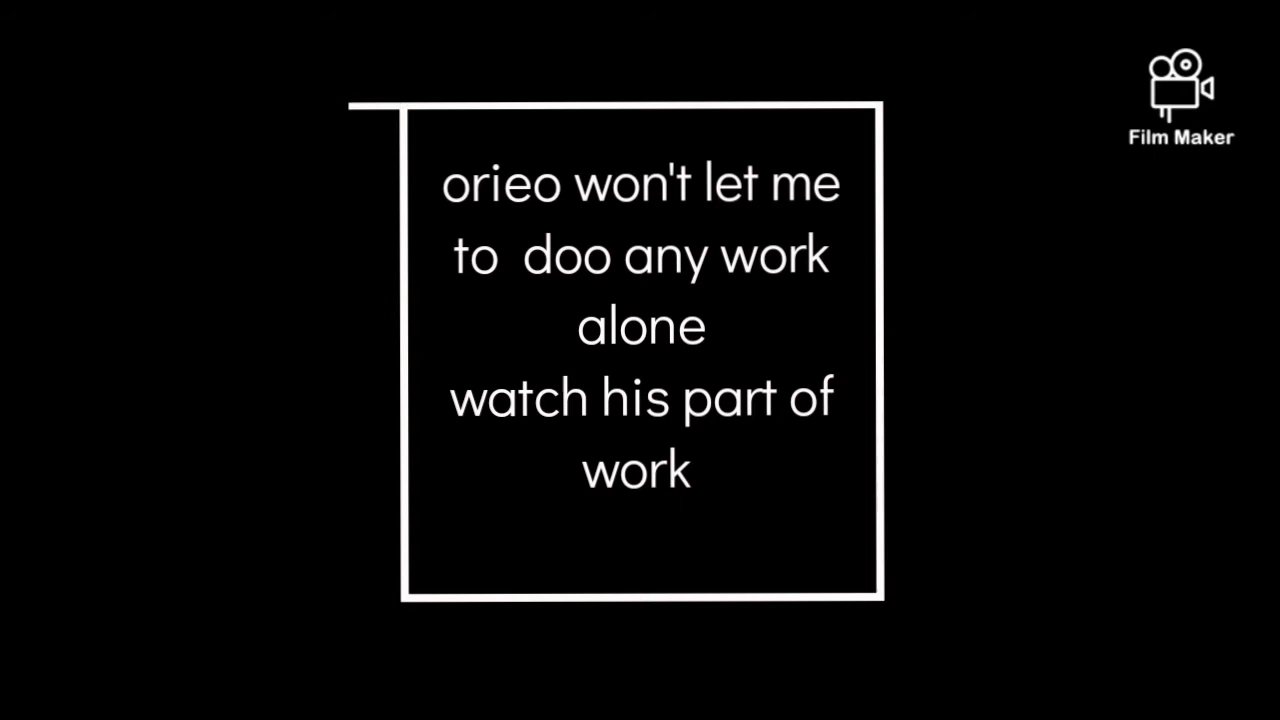 Film Maker
orieo won't let me
to  doo any work
alone
watch his part of
work